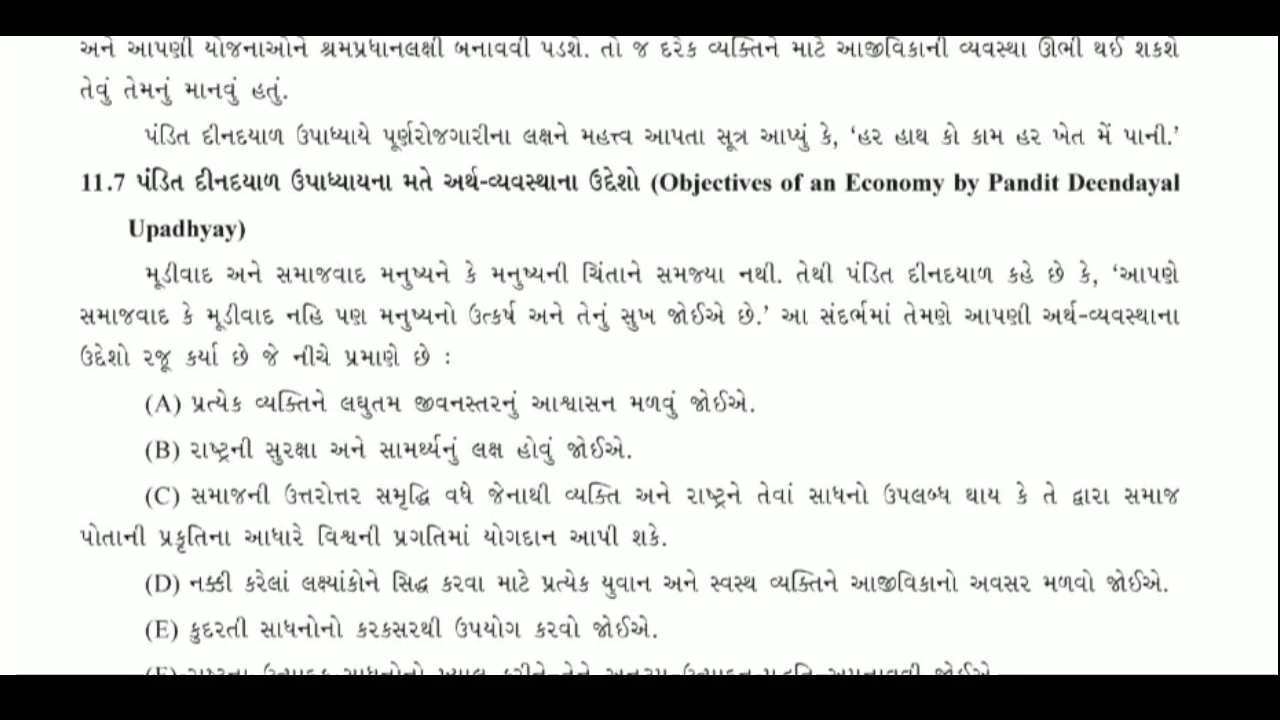 અને આપણી યોજનાઓને શ્રમપ્રધાનલક્ષી બનાવવી પડશે. તો જ દરેક વ્યક્તિને માટે આજીવિકાની વ્યવસ્થા ઊભી થઈ શકશે
તેવું તેમનું માનવું હતું.
પંડિત દીનદયાળ ઉપાધ્યાયે પૂર્ણરોજગારીના લક્ષને મહત્ત્વ આપતા સૂત્ર આપ્યું કે, ‘હર હાથ કો કામ હર ખેત મેં પાની.’
11.7 પંડિત દીનદયાળ ઉપાધ્યાયના મતે અર્થ-વ્યવસ્થાના ઉદ્દેશો (Objectives of an Economy by Pandit Deendayal
Upadhyay)
મૂડીવાદ અને સમાજવાદ મનુષ્યને કે મનુષ્યની ચિંતાને સમજ્યા નથી. તેથી પંડિત દીનદયાળ કહે છે કે, ‘આપણે
સમાજવાદ કે મૂડીવાદ નહિ પણ મનુષ્યનો ઉત્કર્ષ અને તેનું સુખ જોઈએ છે.’ આ સંદર્ભમાં તેમણે આપણી અર્થ-વ્યવસ્થાના
ઉદ્દેશો રજૂ કર્યા છે જે નીચે પ્રમાણે છે :
(A) પ્રત્યેક વ્યક્તિને લઘુતમ જીવનસ્તરનું આશ્વાસન મળવું જોઈએ.
(B) રાષ્ટ્રની સુરક્ષા અને સામર્થ્યનું લક્ષ હોવું જોઈએ.
(C) સમાજની ઉત્તરોત્તર સમૃદ્ધિ વધે જેનાથી વ્યક્તિ અને રાષ્ટ્રને તેવાં સાધનો ઉપલબ્ધ થાય કે તે દ્વારા સમાજ
પોતાની પ્રકૃતિના આધારે વિશ્વની પ્રગતિમાં યોગદાન આપી શકે.
(D) નક્કી કરેલાં લક્ષ્યાંકોને સિદ્ધ કરવા માટે પ્રત્યેક યુવાન અને સ્વસ્થ વ્યક્તિને આજીવિકાનો અવસર મળવો જોઈએ.
(E) કુદરતી સાધનોનો કરકસરથી ઉપયોગ કરવો જોઈએ.